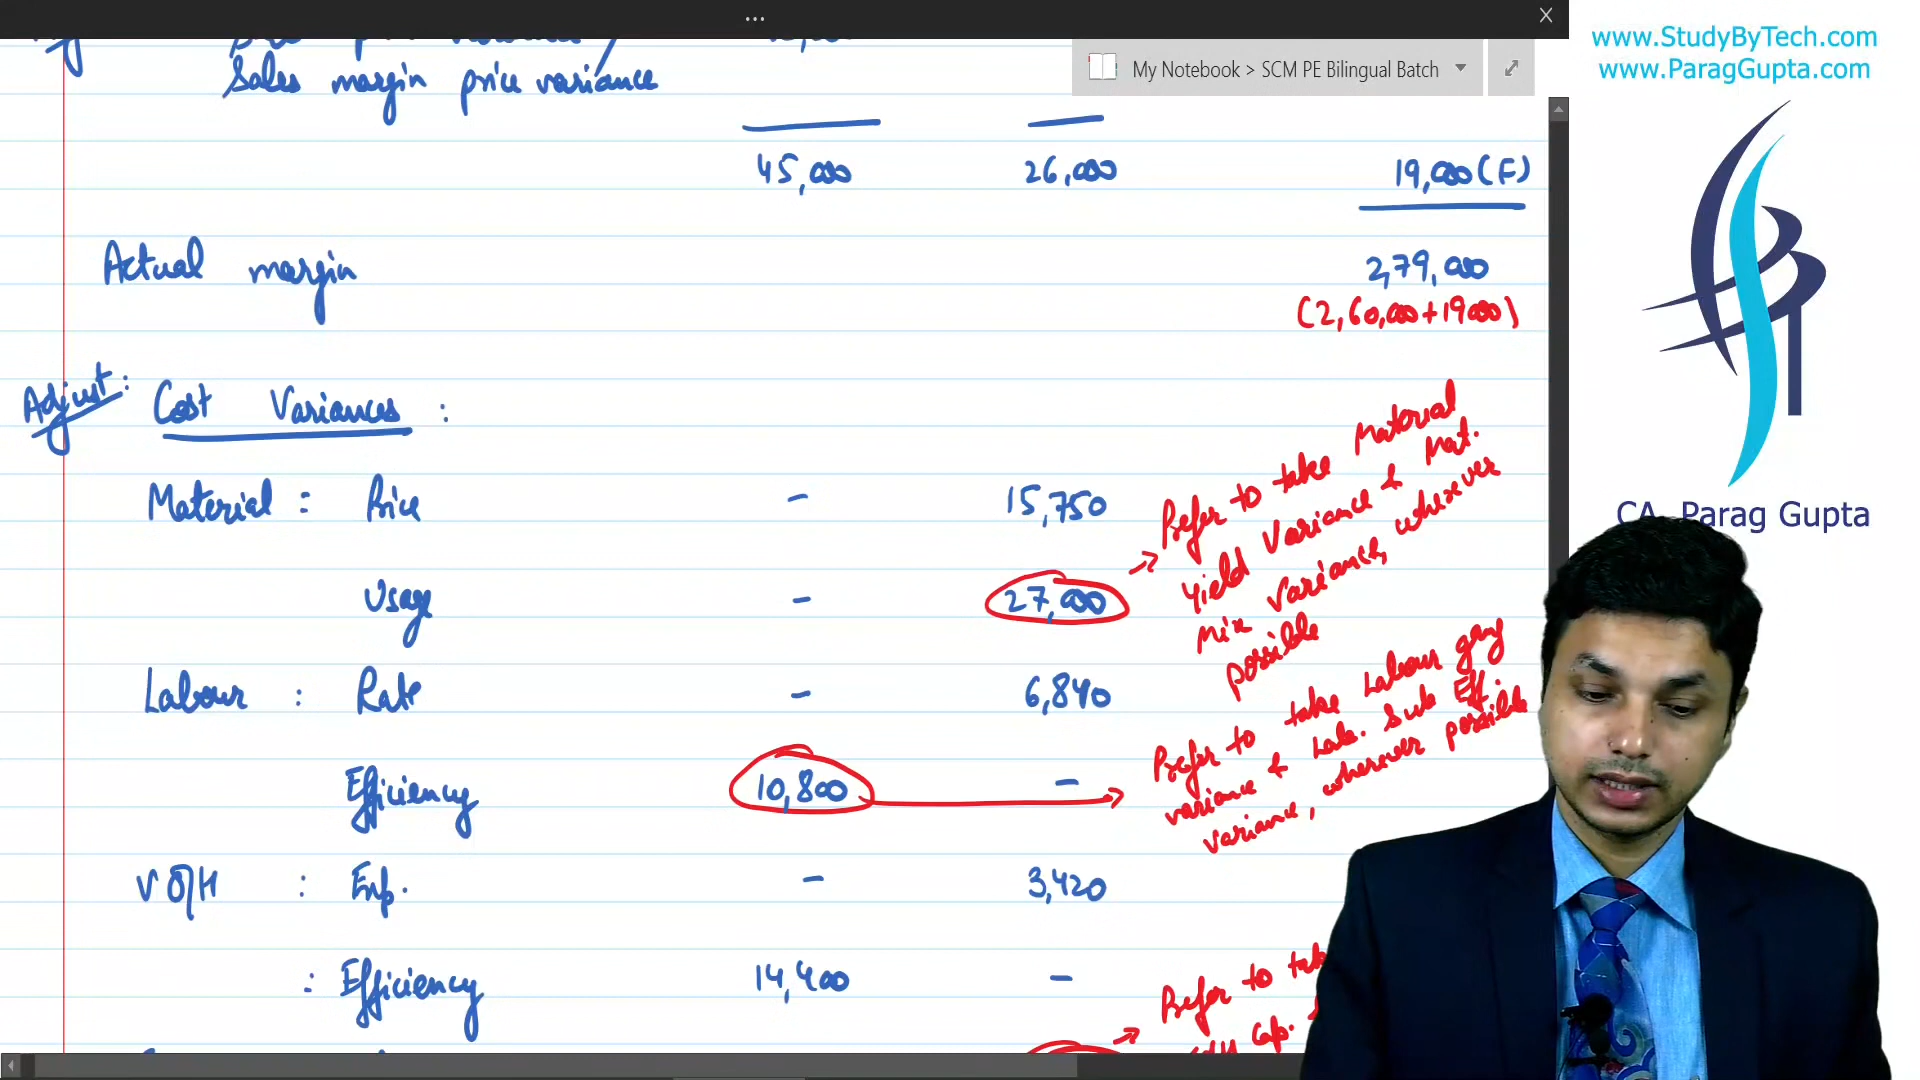 ...
X
www.StudyByTech.com
www.ParagGupta.com
My Notebook > SCM PE Bilingual Batch
Sales margin price variance
45,000 26,000 19,000 (F)
Actual margin 2,79,000
(2,60,000+19000)
Adjust: Cost Variances :
Material : Price - 15,750
Usage - 27,000
Prefer to take Material
Yield Variance & Mat.
Mix Variance, wherever
possible
Labour : Rate - 6,840
Efficiency 10,800 -
Prefer to take Labour gang
variance & Lab. Sub Eff.
variance, wherever possible
V O/H : Exp. - 3,420
: Efficiency 14,400 -
Prefer to
Cap.
CA. Parag Gupta